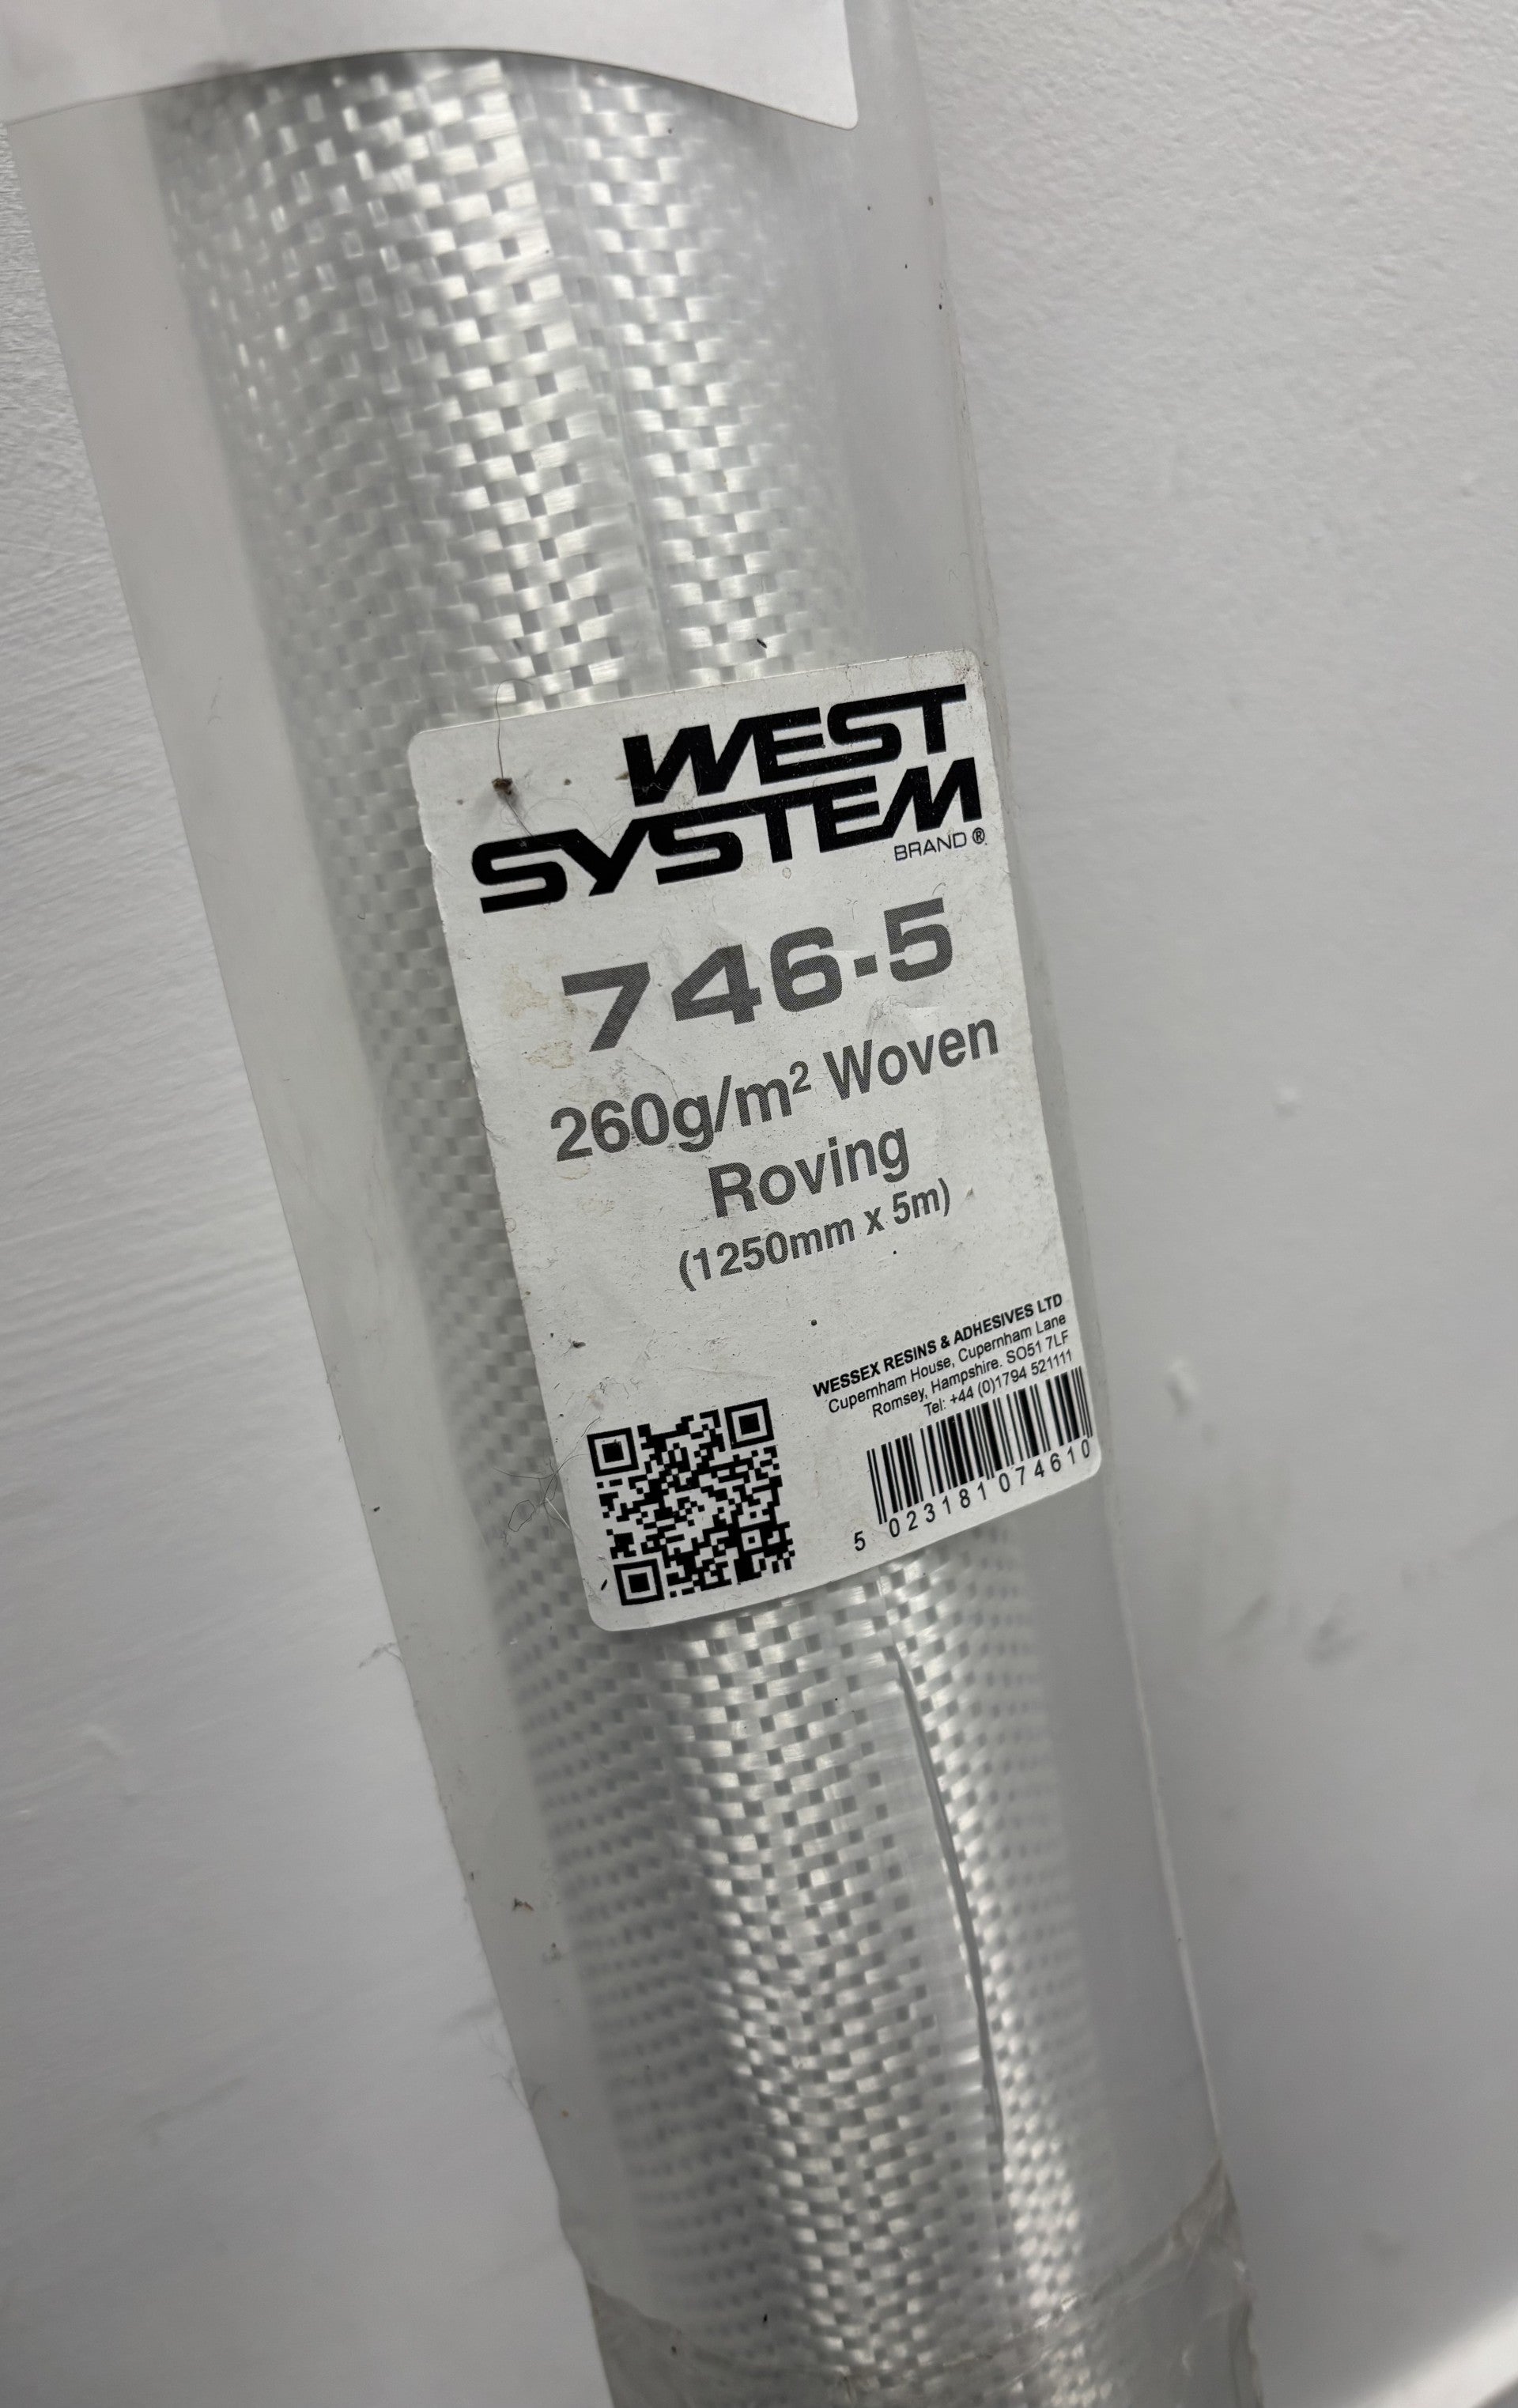 WEST
SYSTEM
BRAND ®
746-5
260g/m² Woven
Roving
(1250mm x 5m)
WESSEX RESINS & ADHESIVES LTD
Cupernham House, Cupernham Lane
Romsey, Hampshire. SO51 7LF
Tel: +44 (0)1794 521111
5 023181 074610